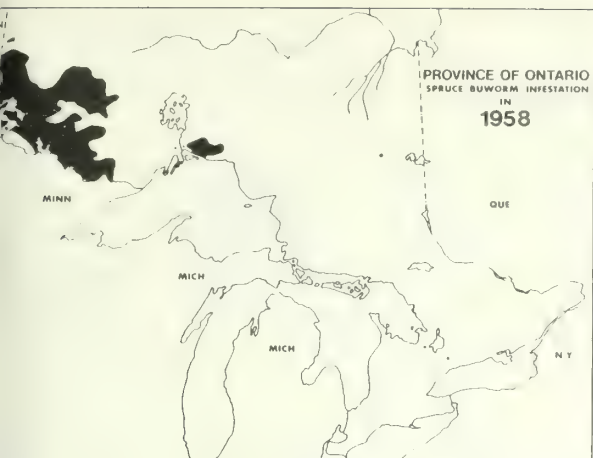 PROVINCE OF ONTARIO
SPRUCE BUWORM INFESTATION
IN
1958
MINN
QUE
MICH
MICH
N Y